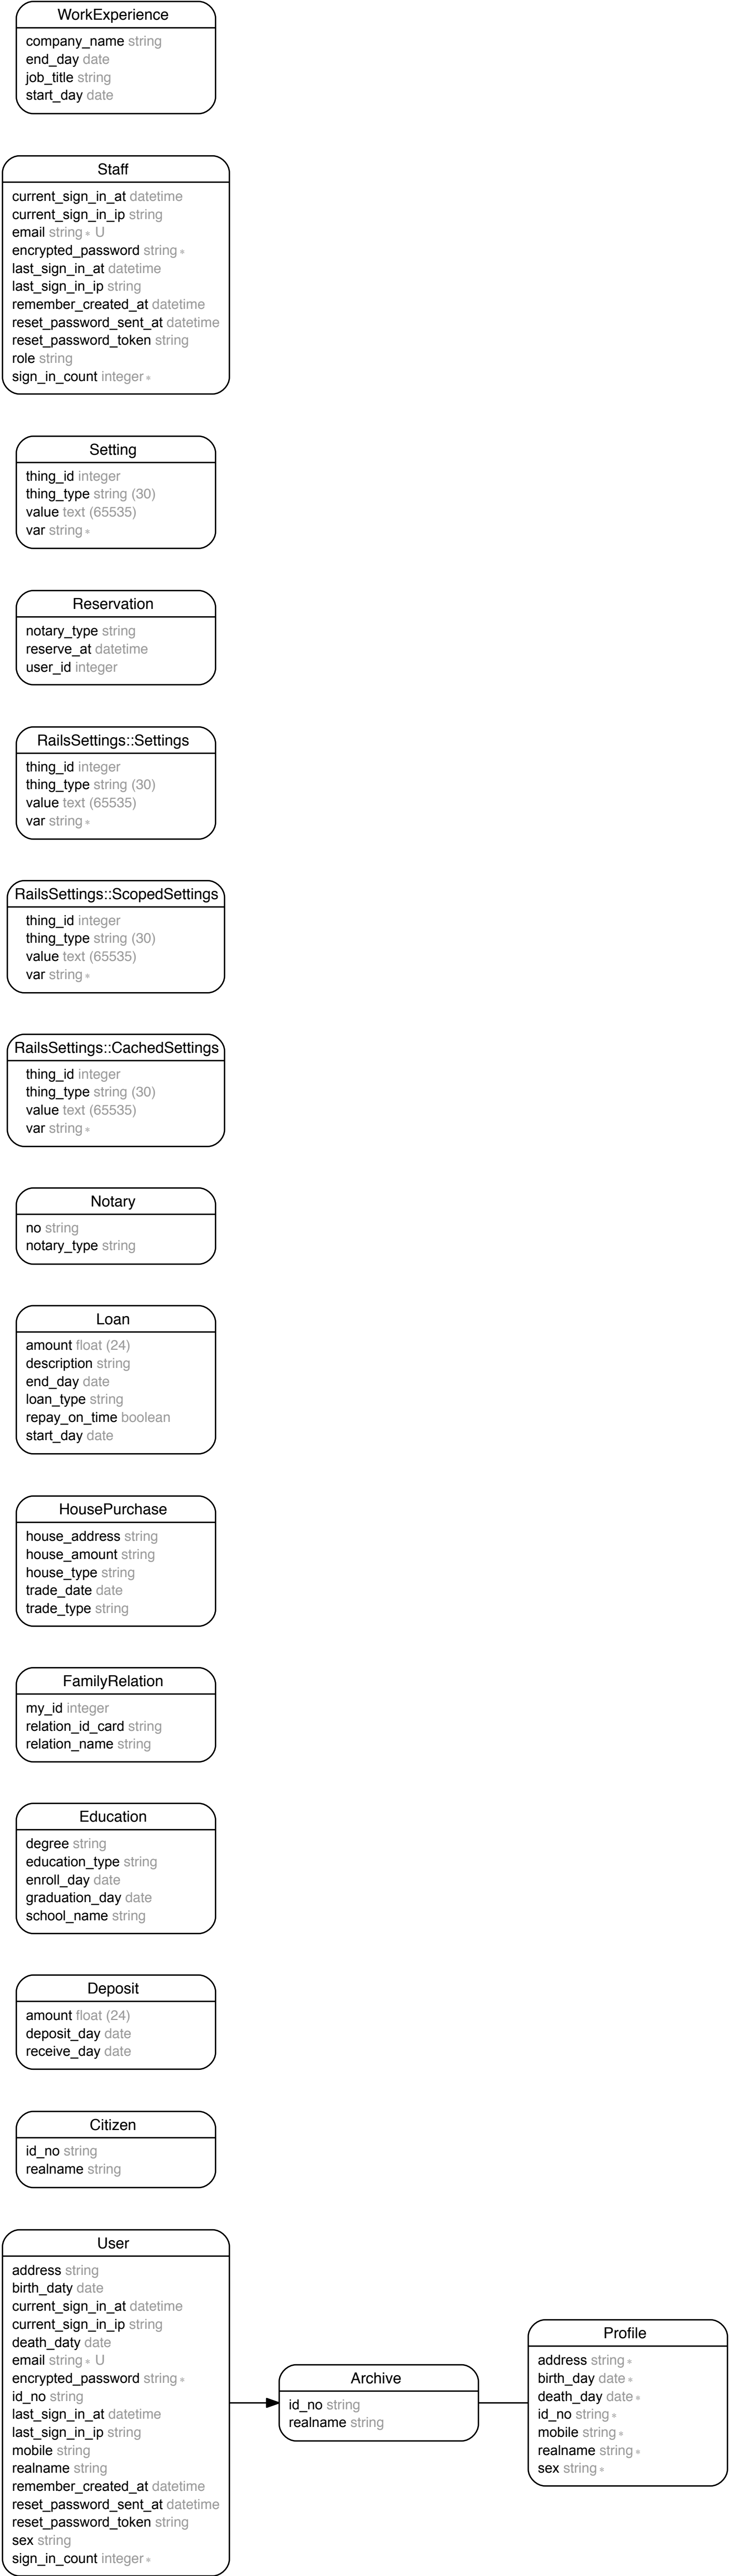 WorkExperience
company_name string
end_day date
job_title string
start_day date
Staff
current_sign_in_at datetime
current_sign_in_ip string
email string ∗ U
encrypted_password string ∗
last_sign_in_at datetime
last_sign_in_ip string
remember_created_at datetime
reset_password_sent_at datetime
reset_password_token string
role string
sign_in_count integer ∗
Setting
thing_id integer
thing_type string (30)
value text (65535)
var string ∗
Reservation
notary_type string
reserve_at datetime
user_id integer
RailsSettings::Settings
thing_id integer
thing_type string (30)
value text (65535)
var string ∗
RailsSettings::ScopedSettings
thing_id integer
thing_type string (30)
value text (65535)
var string ∗
RailsSettings::CachedSettings
thing_id integer
thing_type string (30)
value text (65535)
var string ∗
Notary
no string
notary_type string
Loan
amount float (24)
description string
end_day date
loan_type string
repay_on_time boolean
start_day date
HousePurchase
house_address string
house_amount string
house_type string
trade_date date
trade_type string
FamilyRelation
my_id integer
relation_id_card string
relation_name string
Education
degree string
education_type string
enroll_day date
graduation_day date
school_name string
Deposit
amount float (24)
deposit_day date
receive_day date
Citizen
id_no string
realname string
User
address string
birth_daty date
current_sign_in_at datetime
current_sign_in_ip string
death_daty date
email string ∗ U
encrypted_password string ∗
id_no string
last_sign_in_at datetime
last_sign_in_ip string
mobile string
realname string
remember_created_at datetime
reset_password_sent_at datetime
reset_password_token string
sex string
sign_in_count integer ∗
Archive
id_no string
realname string
Profile
address string ∗
birth_day date ∗
death_day date ∗
id_no string ∗
mobile string ∗
realname string ∗
sex string ∗